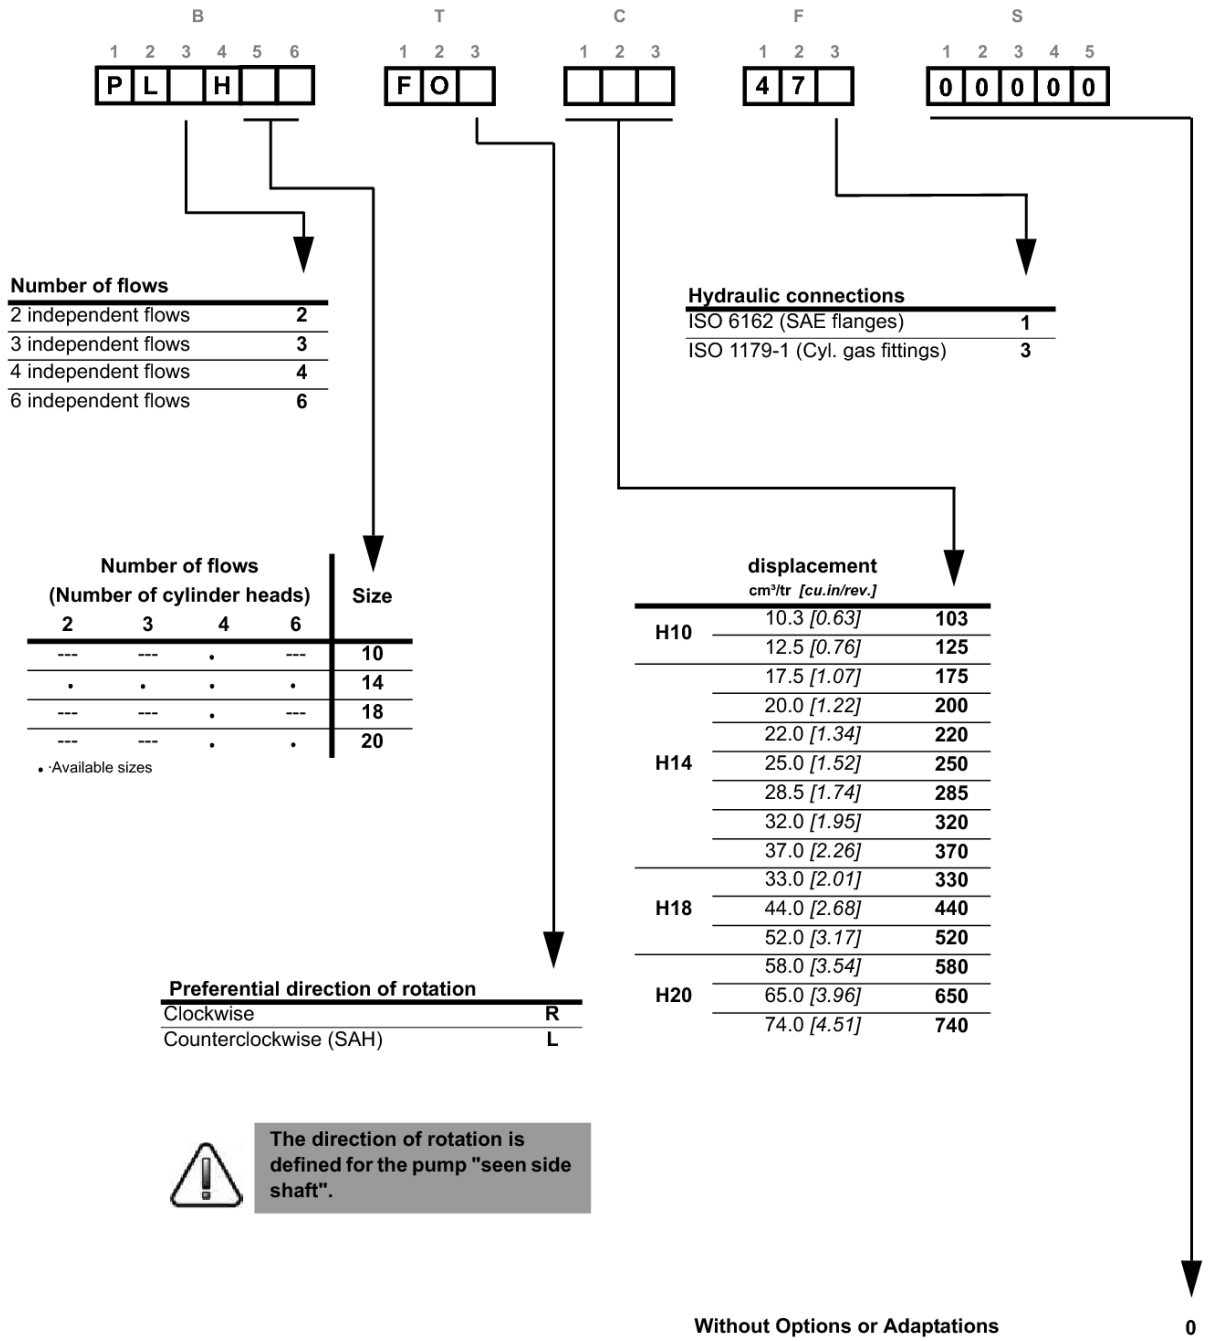 B T C F S
1 2 3 4 5 6 1 2 3 1 2 3 1 2 3 1 2 3 4 5
P L H F O 4 7 0 0 0 0 0
Number of flows
2 independent flows 2
3 independent flows 3
4 independent flows 4
6 independent flows 6
Hydraulic connections
ISO 6162 (SAE flanges) 1
ISO 1179-1 (Cyl. gas fittings) 3
Number of flows
(Number of cylinder heads) Size
2 3 4 6
--- --- . --- 10
. . . . 14
--- --- . --- 18
--- --- . . 20
• ·Available sizes
displacement
cm³/tr [cu.in/rev.]
H10
10.3 [0.63] 103
12.5 [0.76] 125
H14
17.5 [1.07] 175
20.0 [1.22] 200
22.0 [1.34] 220
25.0 [1.52] 250
28.5 [1.74] 285
32.0 [1.95] 320
37.0 [2.26] 370
H18
33.0 [2.01] 330
44.0 [2.68] 440
52.0 [3.17] 520
H20
58.0 [3.54] 580
65.0 [3.96] 650
74.0 [4.51] 740
Preferential direction of rotation
Clockwise R
Counterclockwise (SAH) L
The direction of rotation is
defined for the pump "seen side
shaft".
Without Options or Adaptations 0